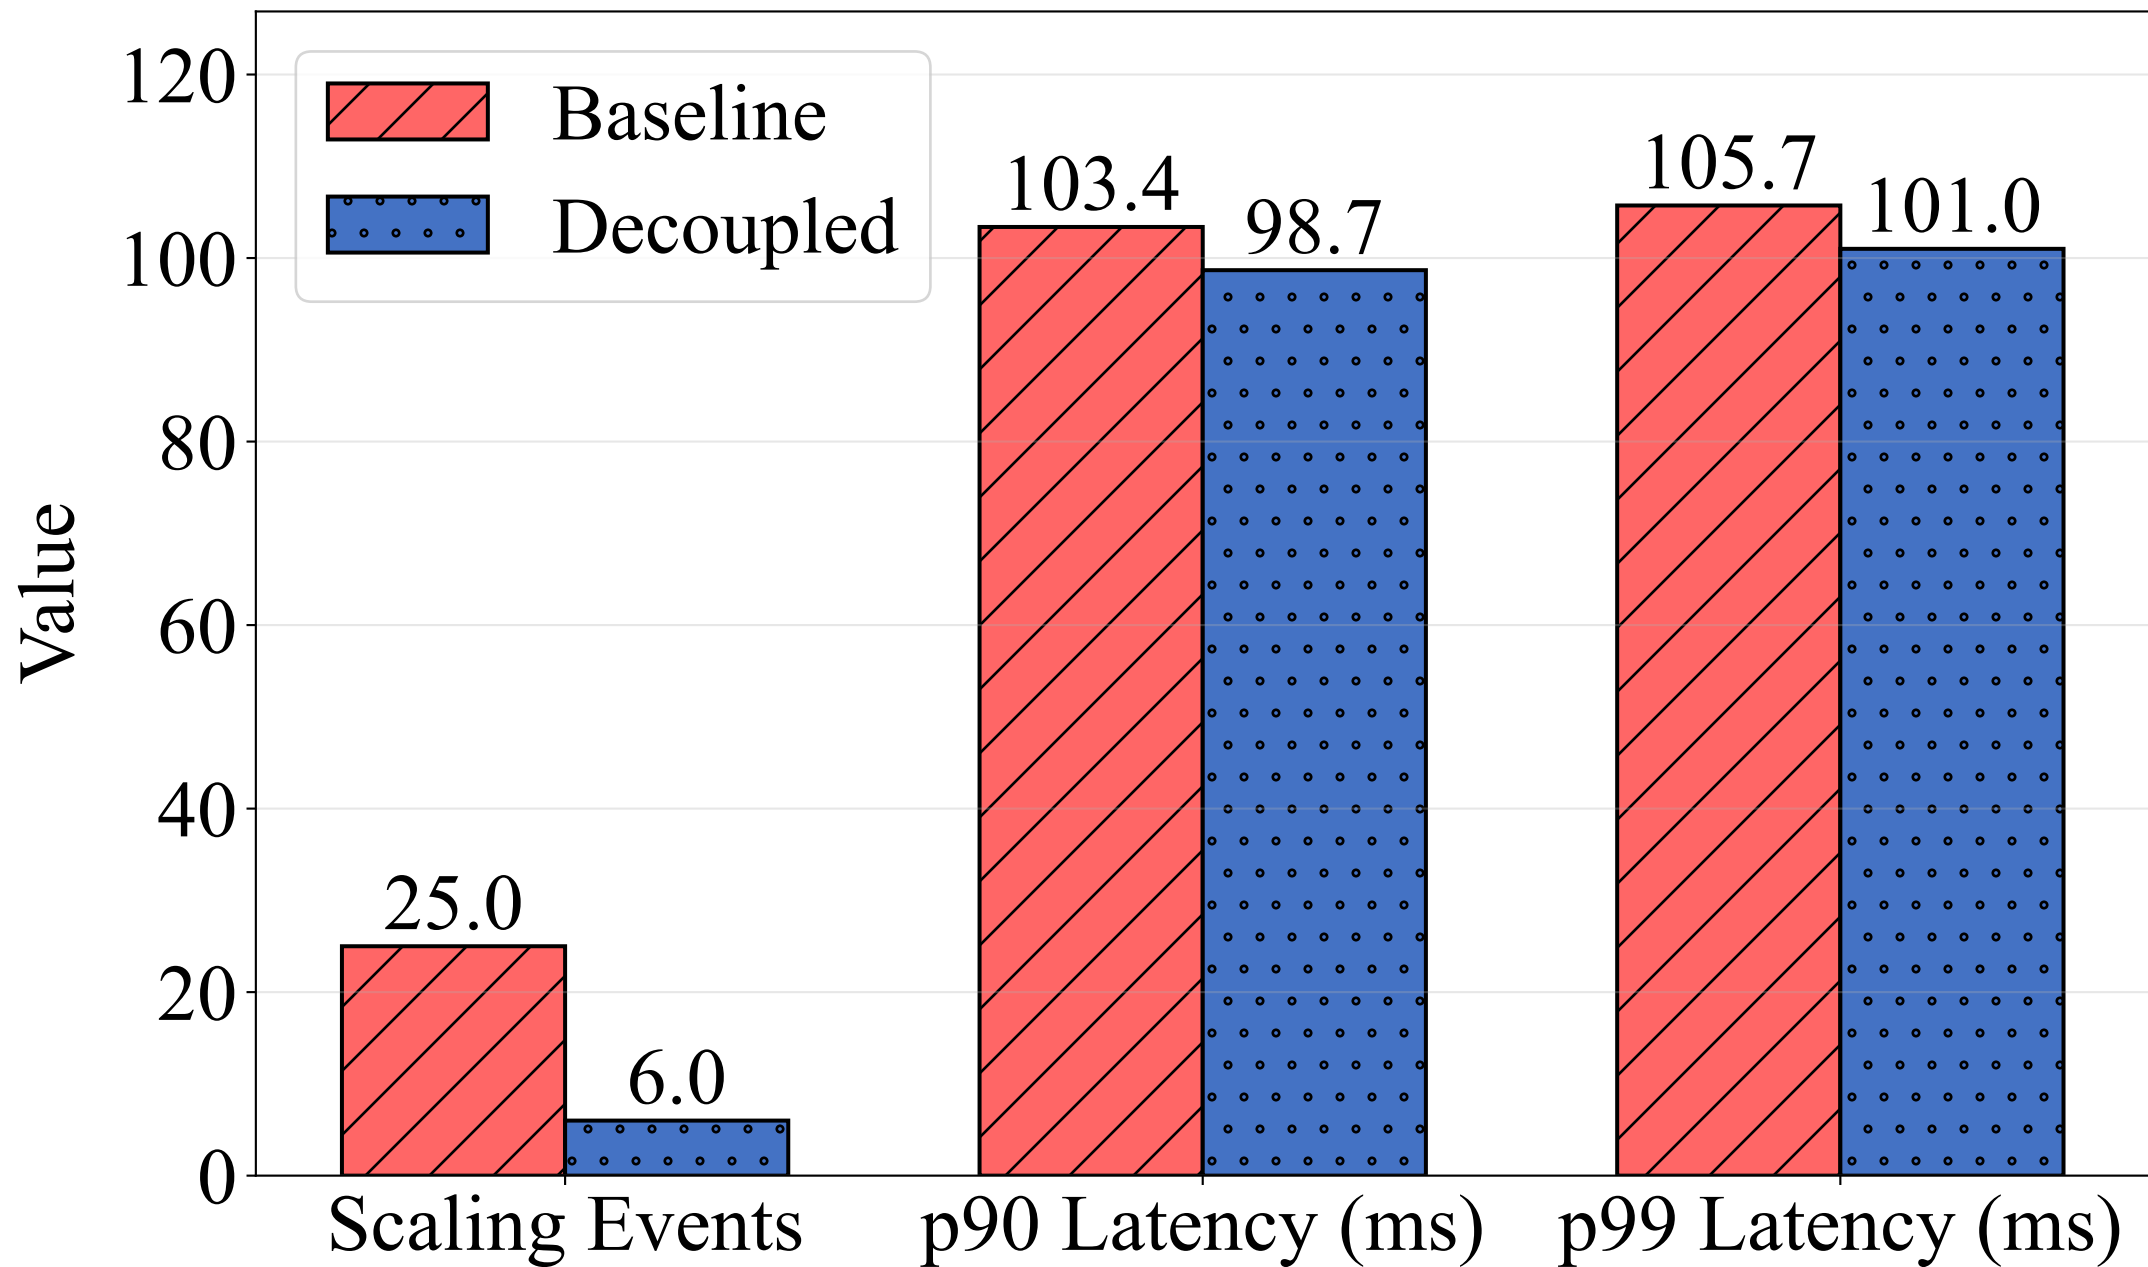 Value
120
100
80
60
40
20
0
Baseline
Decoupled
25.0
6.0
103.4
98.7
105.7
101.0
Scaling Events
p90 Latency (ms)
p99 Latency (ms)